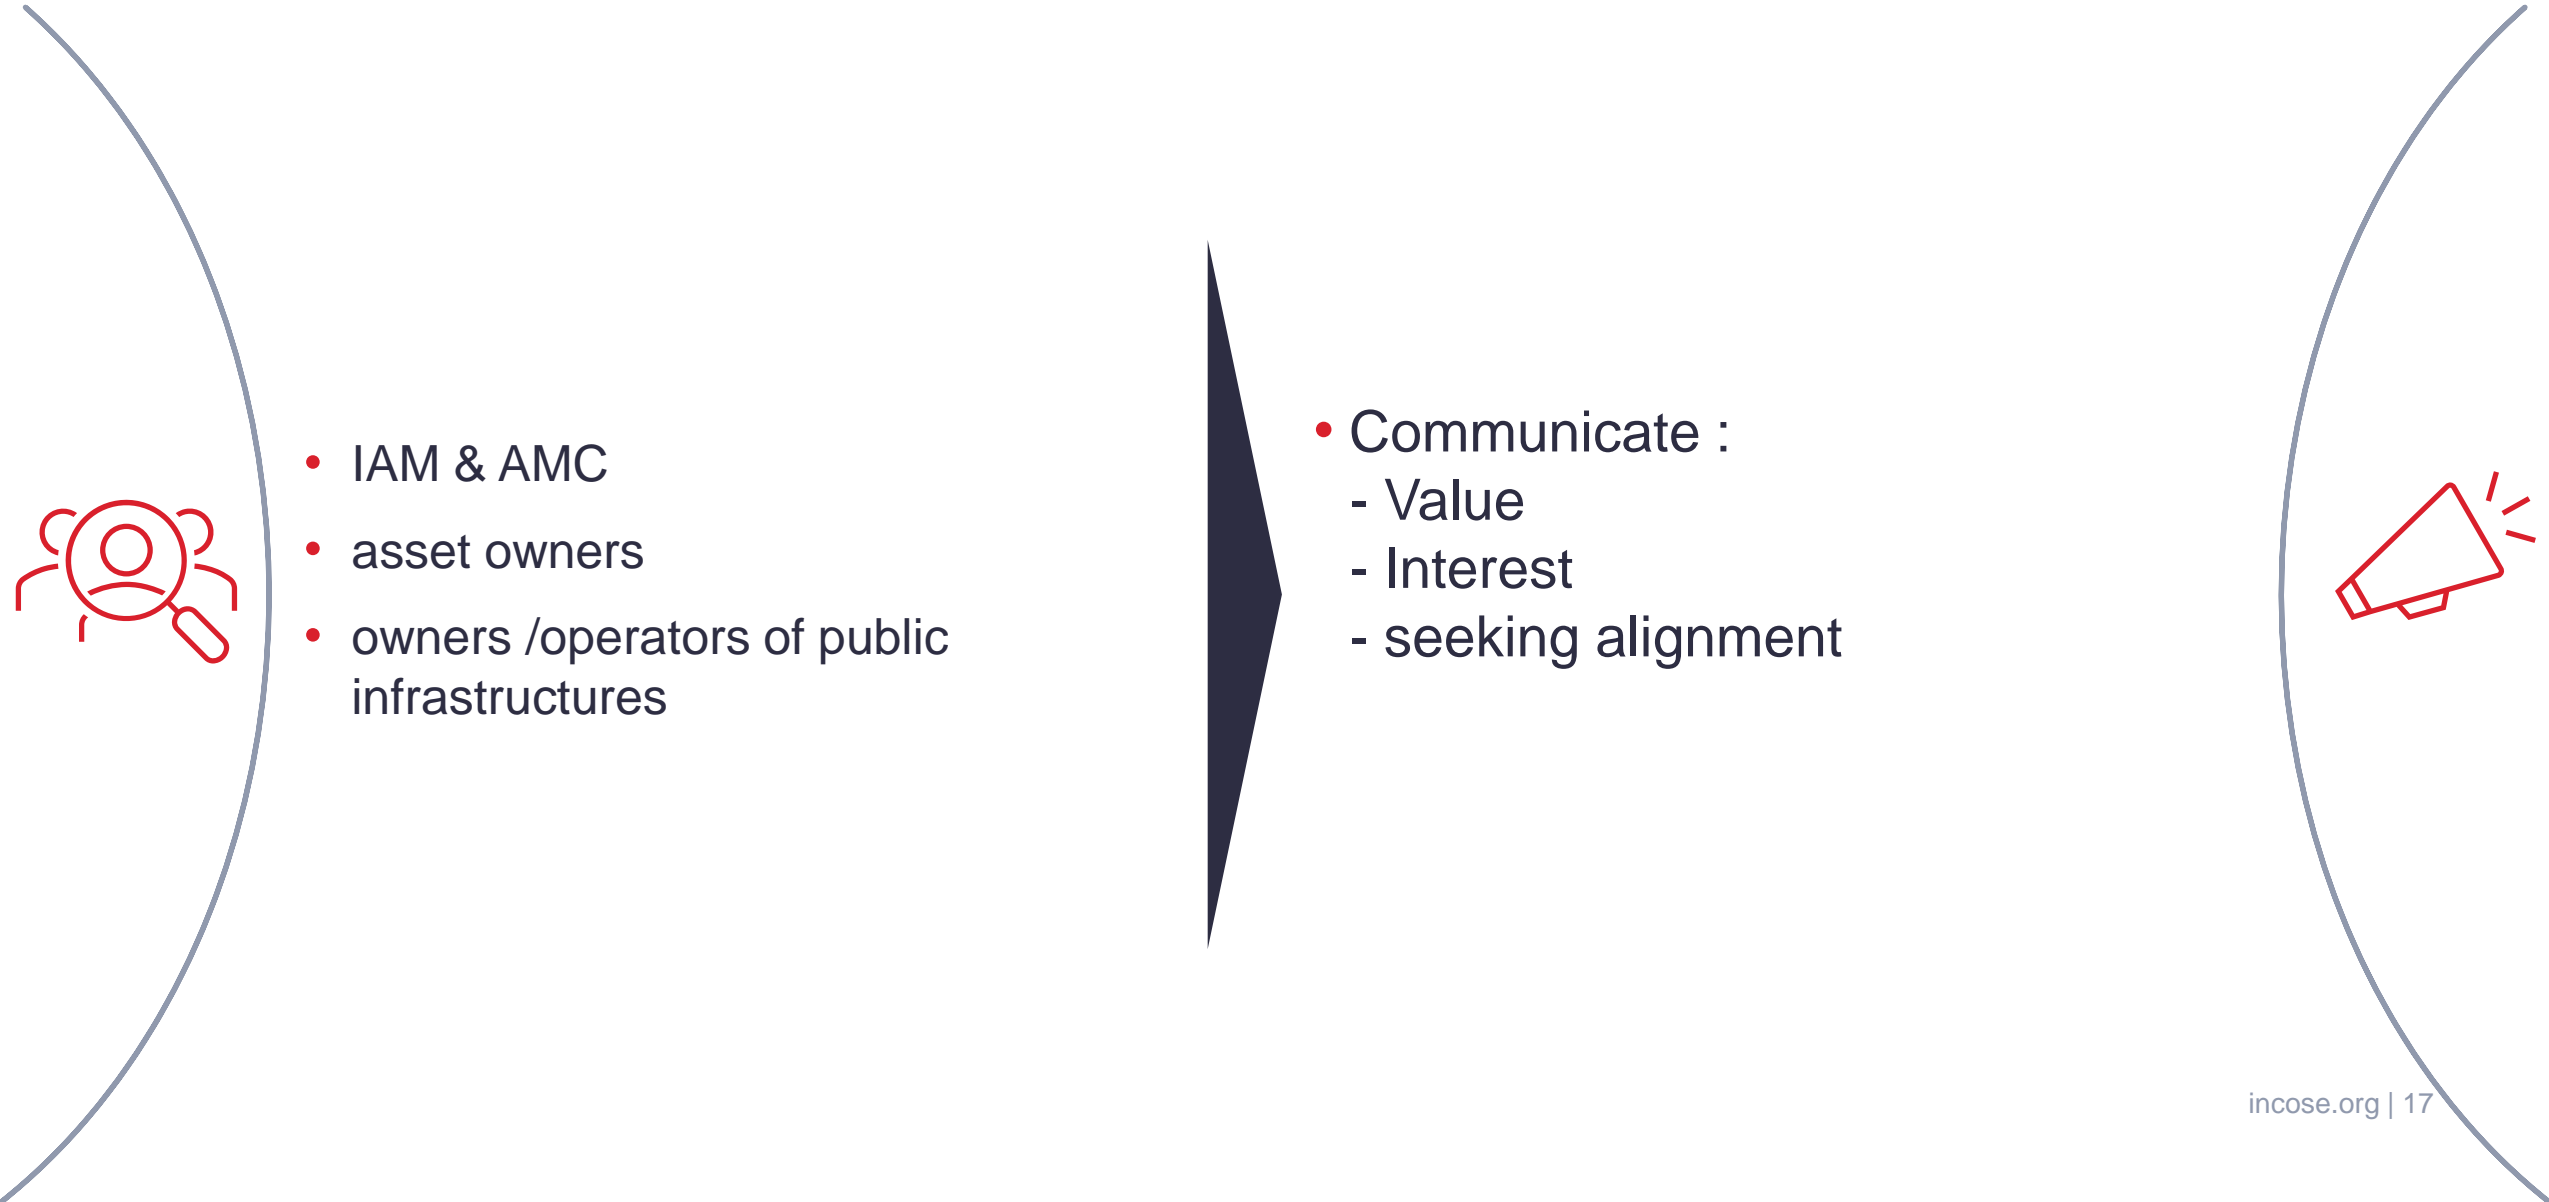 • IAM & AMC
• asset owners
• owners /operators of public
infrastructures
• Communicate :
- Value
- Interest
- seeking alignment
incose.org | 17